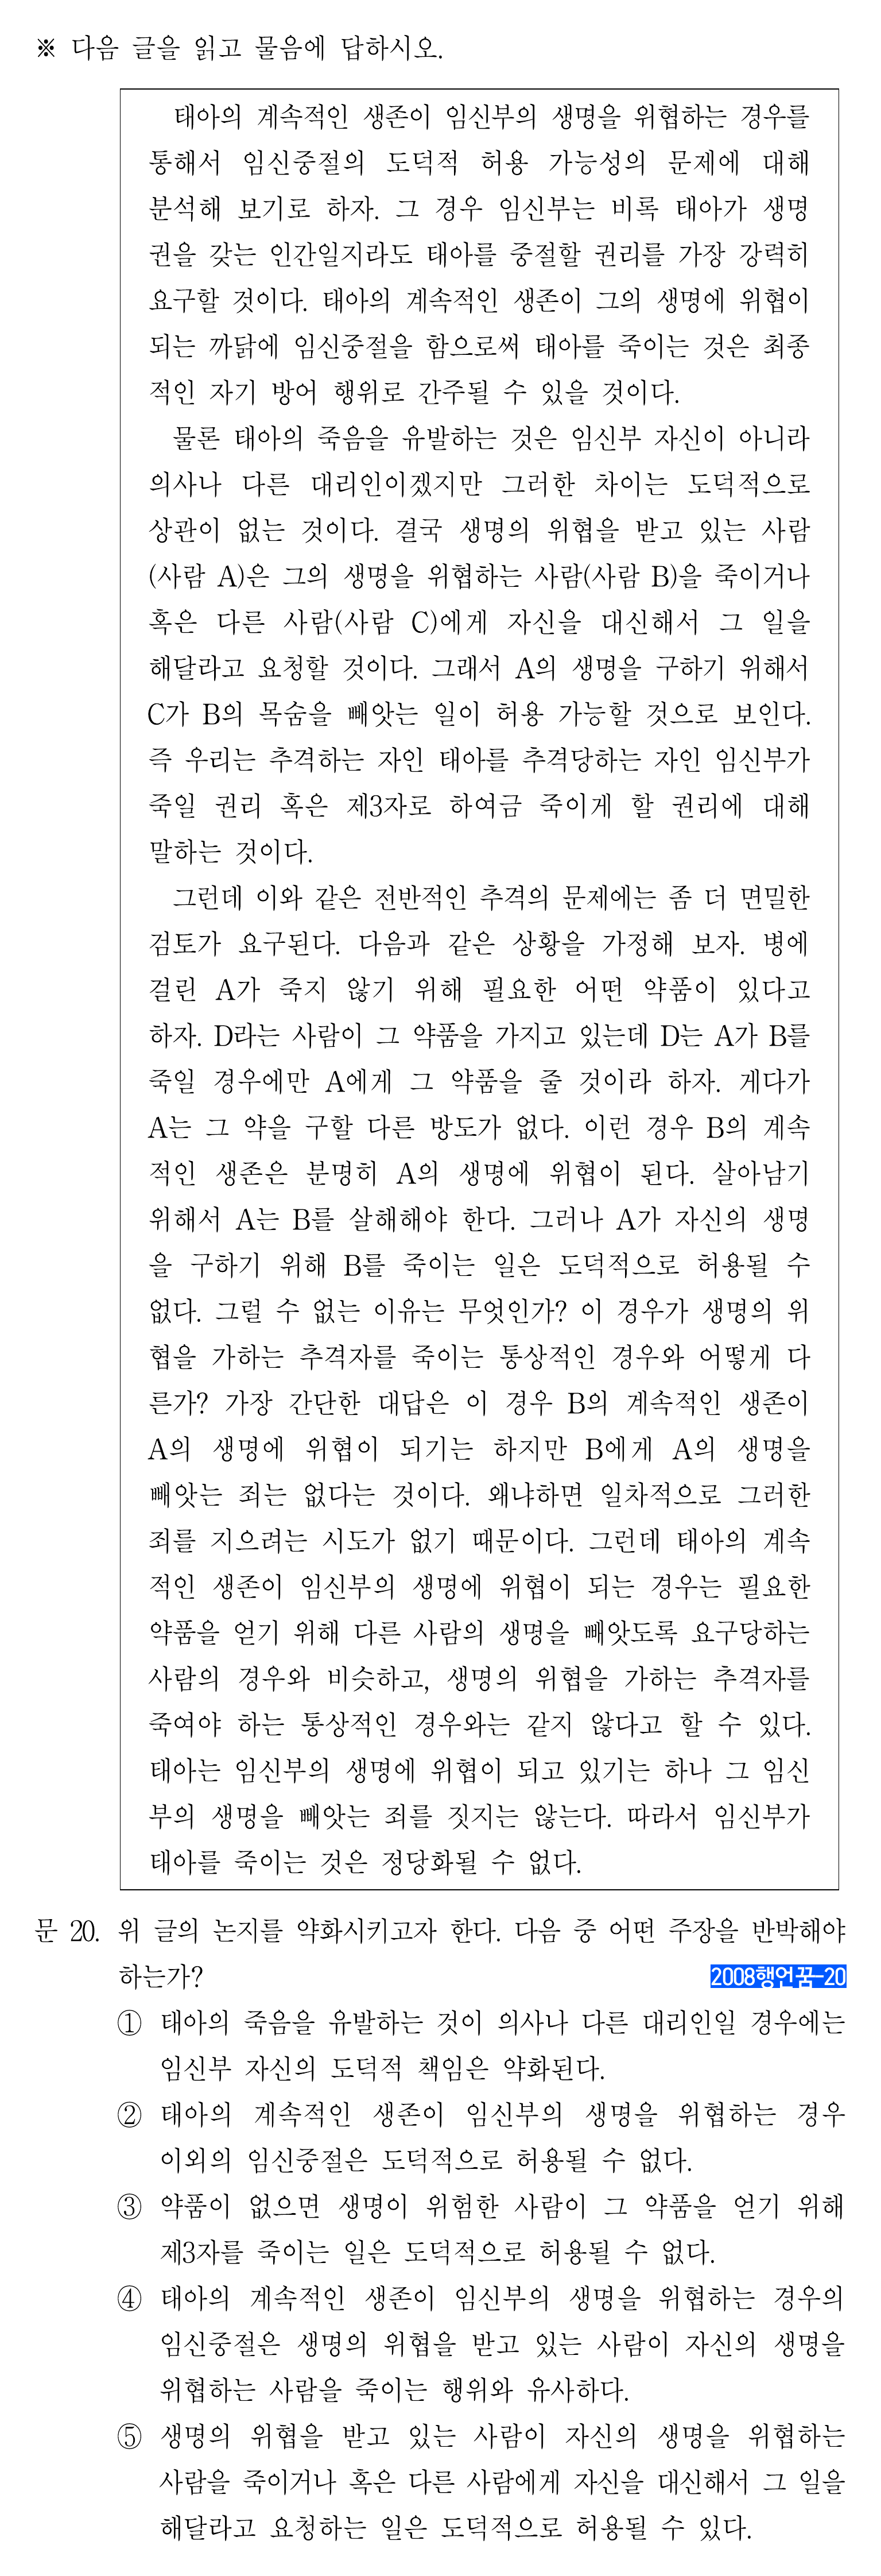 ※ 다음 글을 읽고 물음에 답하시오.
태아의 계속적인 생존이 임신부의 생명을 위협하는 경우를
통해서 임신중절의 도덕적 허용 가능성의 문제에 대해
분석해 보기로 하자. 그 경우 임신부는 비록 태아가 생명
권을 갖는 인간일지라도 태아를 중절할 권리를 가장 강력히
요구할 것이다. 태아의 계속적인 생존이 그의 생명에 위협이
되는 까닭에 임신중절을 함으로써 태아를 죽이는 것은 최종
적인 자기 방어 행위로 간주될 수 있을 것이다.
물론 태아의 죽음을 유발하는 것은 임신부 자신이 아니라
의사나 다른 대리인이겠지만 그러한 차이는 도덕적으로
상관이 없는 것이다. 결국 생명의 위협을 받고 있는 사람
(사람 A)은 그의 생명을 위협하는 사람(사람 B)을 죽이거나
혹은 다른 사람(사람 C)에게 자신을 대신해서 그 일을
해달라고 요청할 것이다. 그래서 A의 생명을 구하기 위해서
C가 B의 목숨을 빼앗는 일이 허용 가능할 것으로 보인다.
즉 우리는 추격하는 자인 태아를 추격당하는 자인 임신부가
죽일 권리 혹은 제3자로 하여금 죽이게 할 권리에 대해
말하는 것이다.
그런데 이와 같은 전반적인 추격의 문제에는 좀 더 면밀한
검토가 요구된다. 다음과 같은 상황을 가정해 보자. 병에
걸린 A가 죽지 않기 위해 필요한 어떤 약품이 있다고
하자. D라는 사람이 그 약품을 가지고 있는데 D는 A가 B를
죽일 경우에만 A에게 그 약품을 줄 것이라 하자. 게다가
A는 그 약을 구할 다른 방도가 없다. 이런 경우 B의 계속
적인 생존은 분명히 A의 생명에 위협이 된다. 살아남기
위해서 A는 B를 살해해야 한다. 그러나 A가 자신의 생명
을 구하기 위해 B를 죽이는 일은 도덕적으로 허용될 수
없다. 그럴 수 없는 이유는 무엇인가? 이 경우가 생명의 위
협을 가하는 추격자를 죽이는 통상적인 경우와 어떻게 다
른가? 가장 간단한 대답은 이 경우 B의 계속적인 생존이
A의 생명에 위협이 되기는 하지만 B에게 A의 생명을
빼앗는 죄는 없다는 것이다. 왜냐하면 일차적으로 그러한
죄를 지으려는 시도가 없기 때문이다. 그런데 태아의 계속
적인 생존이 임신부의 생명에 위협이 되는 경우는 필요한
약품을 얻기 위해 다른 사람의 생명을 빼앗도록 요구당하는
사람의 경우와 비슷하고, 생명의 위협을 가하는 추격자를
죽여야 하는 통상적인 경우와는 같지 않다고 할 수 있다.
태아는 임신부의 생명에 위협이 되고 있기는 하나 그 임신
부의 생명을 빼앗는 죄를 짓지는 않는다. 따라서 임신부가
태아를 죽이는 것은 정당화될 수 없다.
문 20. 위 글의 논지를 약화시키고자 한다. 다음 중 어떤 주장을 반박해야
하는가? 2008행언꿈-20
① 태아의 죽음을 유발하는 것이 의사나 다른 대리인일 경우에는
임신부 자신의 도덕적 책임은 약화된다.
② 태아의 계속적인 생존이 임신부의 생명을 위협하는 경우
이외의 임신중절은 도덕적으로 허용될 수 없다.
③ 약품이 없으면 생명이 위험한 사람이 그 약품을 얻기 위해
제3자를 죽이는 일은 도덕적으로 허용될 수 없다.
④ 태아의 계속적인 생존이 임신부의 생명을 위협하는 경우의
임신중절은 생명의 위협을 받고 있는 사람이 자신의 생명을
위협하는 사람을 죽이는 행위와 유사하다.
⑤ 생명의 위협을 받고 있는 사람이 자신의 생명을 위협하는
사람을 죽이거나 혹은 다른 사람에게 자신을 대신해서 그 일을
해달라고 요청하는 일은 도덕적으로 허용될 수 있다.